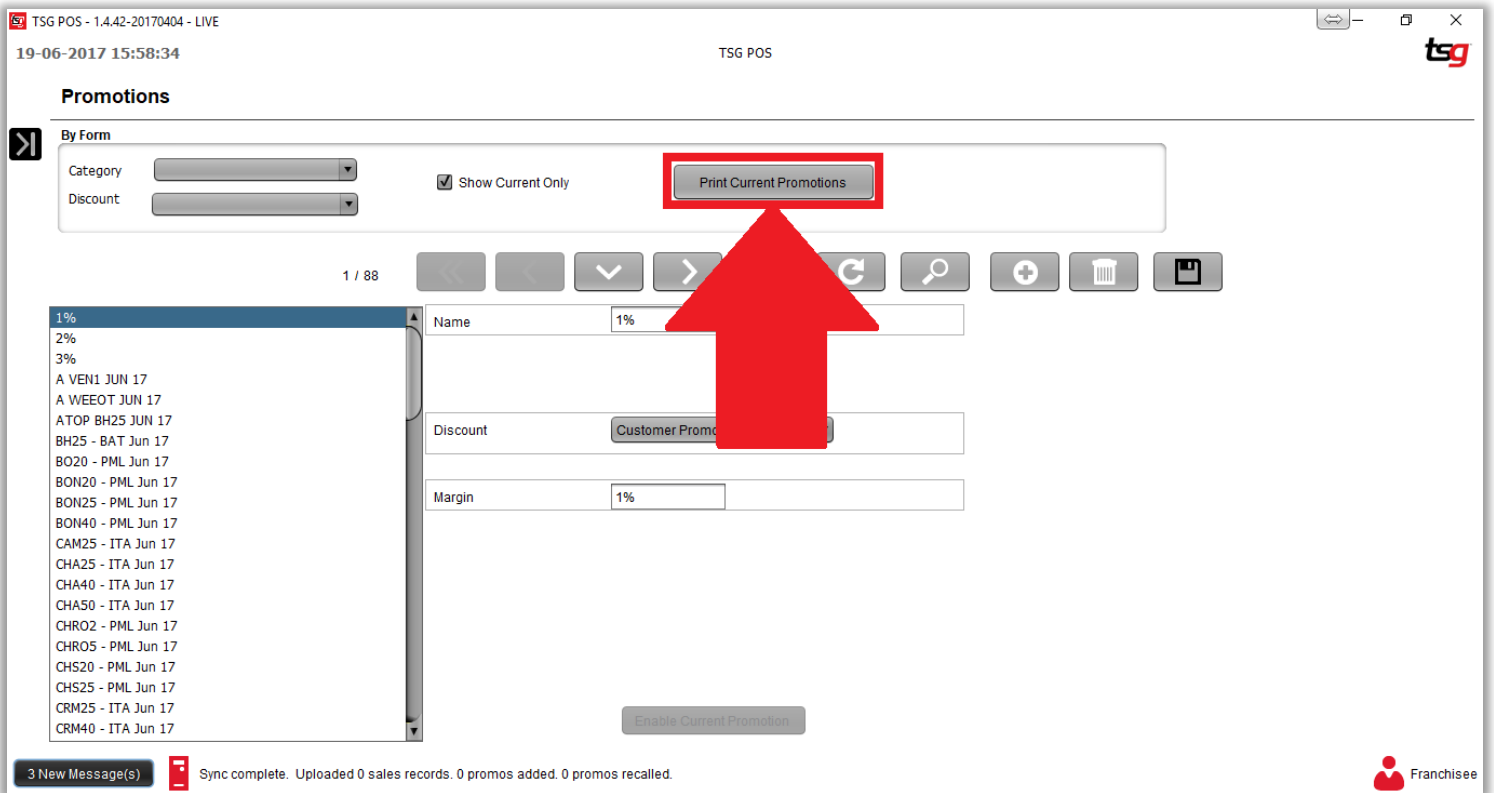 TSG POS - 1.4.42-20170404 - LIVE
19-06-2017 15:58:34
TSG POS
tsg
Promotions
By Form
Category
Show Current Only
Print Current Promotions
Discount
1 / 88
1%
2%
3%
A VEN1 JUN 17
A WEEOT JUN 17
ATOP BH25 JUN 17
BH25 - BAT Jun 17
BO20 - PML Jun 17
BON20 - PML Jun 17
BON25 - PML Jun 17
BON40 - PML Jun 17
CAM25 - ITA Jun 17
CHA25 - ITA Jun 17
CHA40 - ITA Jun 17
CHA50 - ITA Jun 17
CHRO2 - PML Jun 17
CHRO5 - PML Jun 17
CHS20 - PML Jun 17
CHS25 - PML Jun 17
CRM25 - ITA Jun 17
CRM40 - ITA Jun 17
Name 1%
Discount Customer
Margin 1%
Enable Current Promotion
3 New Message(s)
Sync complete. Uploaded 0 sales records. 0 promos added. 0 promos recalled.
Franchisee